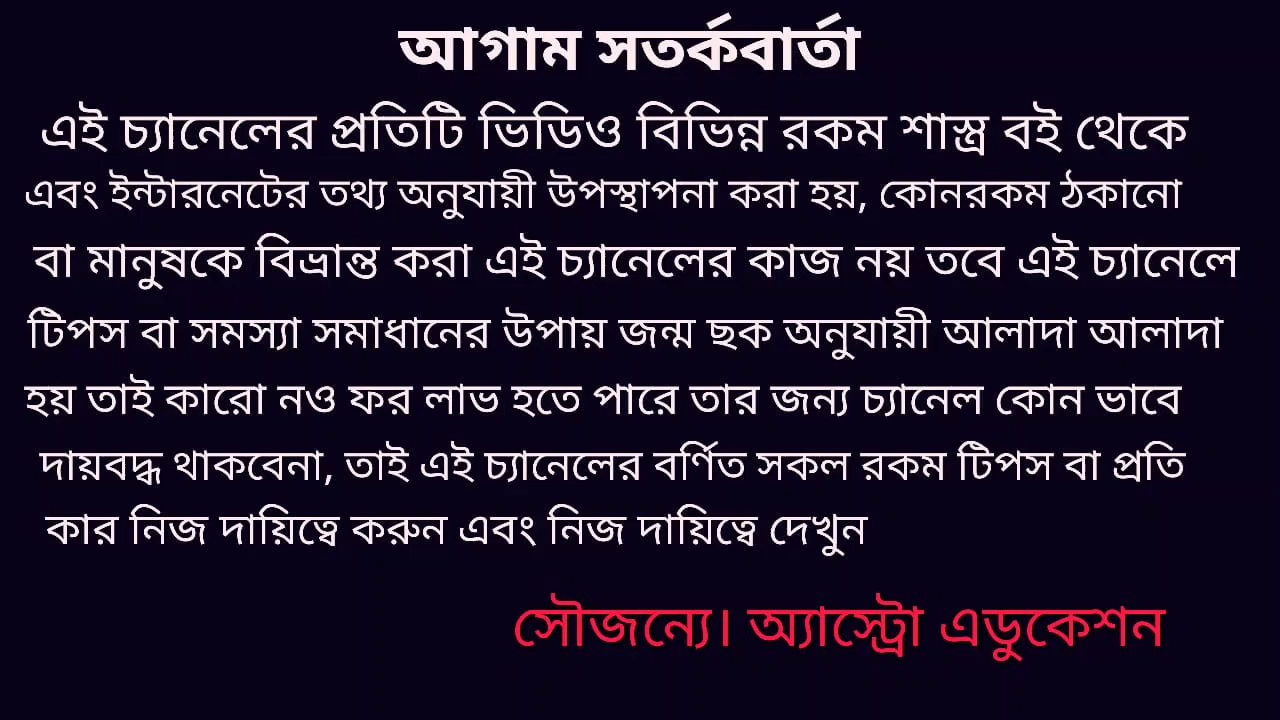 আগাম সতর্কবার্তা
এই চ্যানেলের প্রতিটি ভিডিও বিভিন্ন রকম শাস্ত্র বই থেকে
এবং ইন্টারনেটের তথ্য অনুযায়ী উপস্থাপনা করা হয়, কোনরকম ঠকানো
বা মানুষকে বিভ্রান্ত করা এই চ্যানেলের কাজ নয় তবে এই চ্যানেলে
টিপস বা সমস্যা সমাধানের উপায় জন্ম ছক অনুযায়ী আলাদা আলাদা
হয় তাই কারো নও ফর লাভ হতে পারে তার জন্য চ্যানেল কোন ভাবে
দায়বদ্ধ থাকবেনা, তাই এই চ্যানেলের বর্ণিত সকল রকম টিপস বা প্রতি
কার নিজ দায়িত্বে করুন এবং নিজ দায়িত্বে দেখুন
সৌজন্যে। অ্যাস্ট্রো এডুকেশন